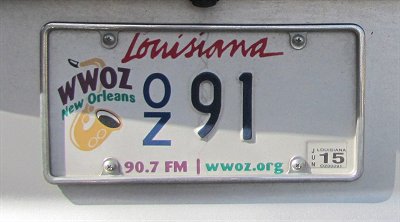 Louisiana
WWOZ
New Orleans
OZ 91
90.7 FM | wwoz.org
LOUISIANA
JUN 15